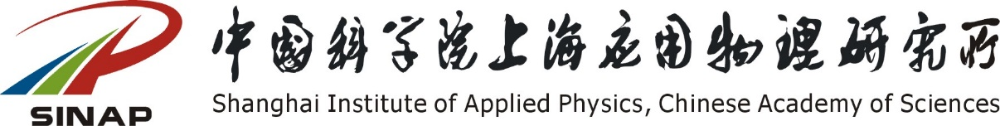 SINAP
中国科学院上海应用物理研究所
Shanghai Institute of Applied Physics, Chinese Academy of Sciences